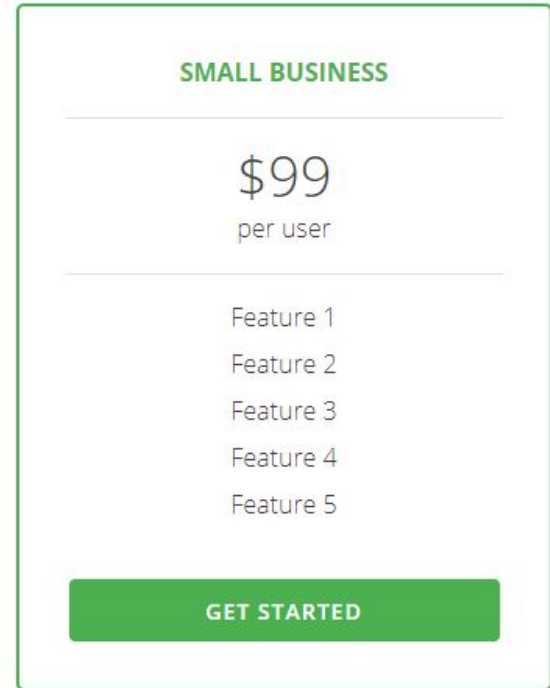 SMALL BUSINESS
$99
per user
Feature 1
Feature 2
Feature 3
Feature 4
Feature 5
GET STARTED